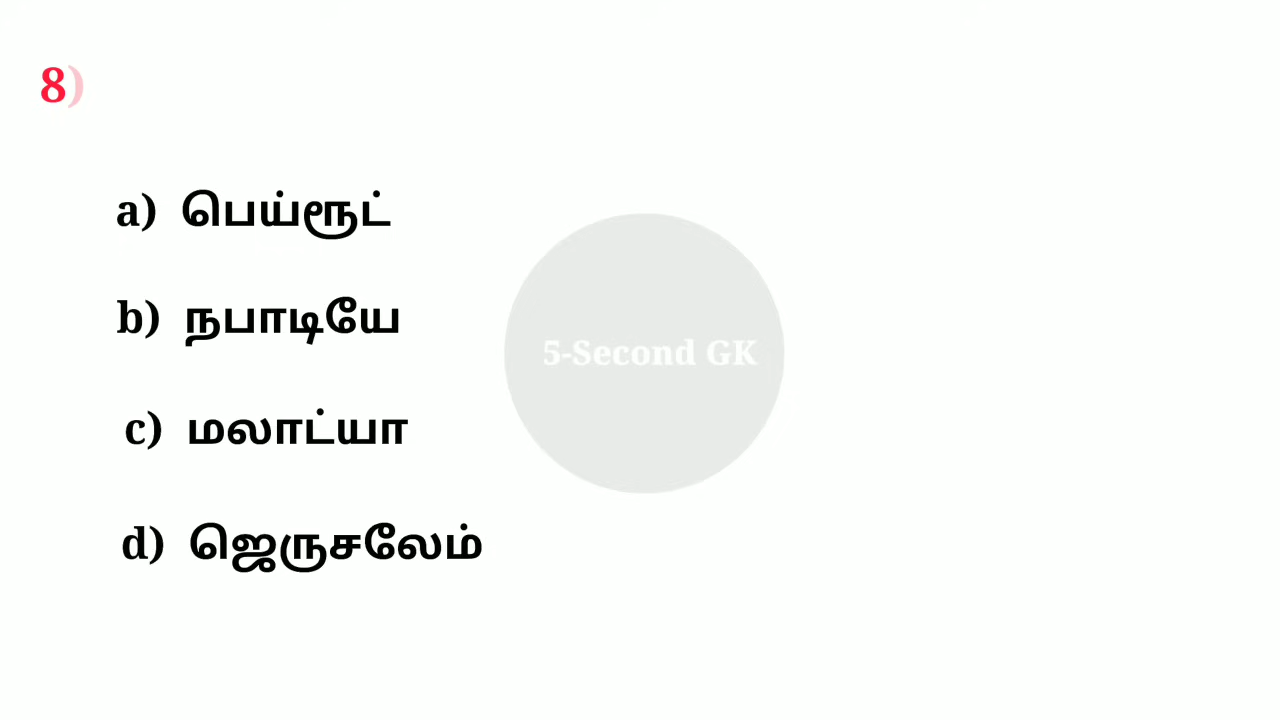 8)
a) பெய்ரூட்
b) நபாடியே
5-Second GK
c) மலாட்யா
d) ஜெருசலேம்